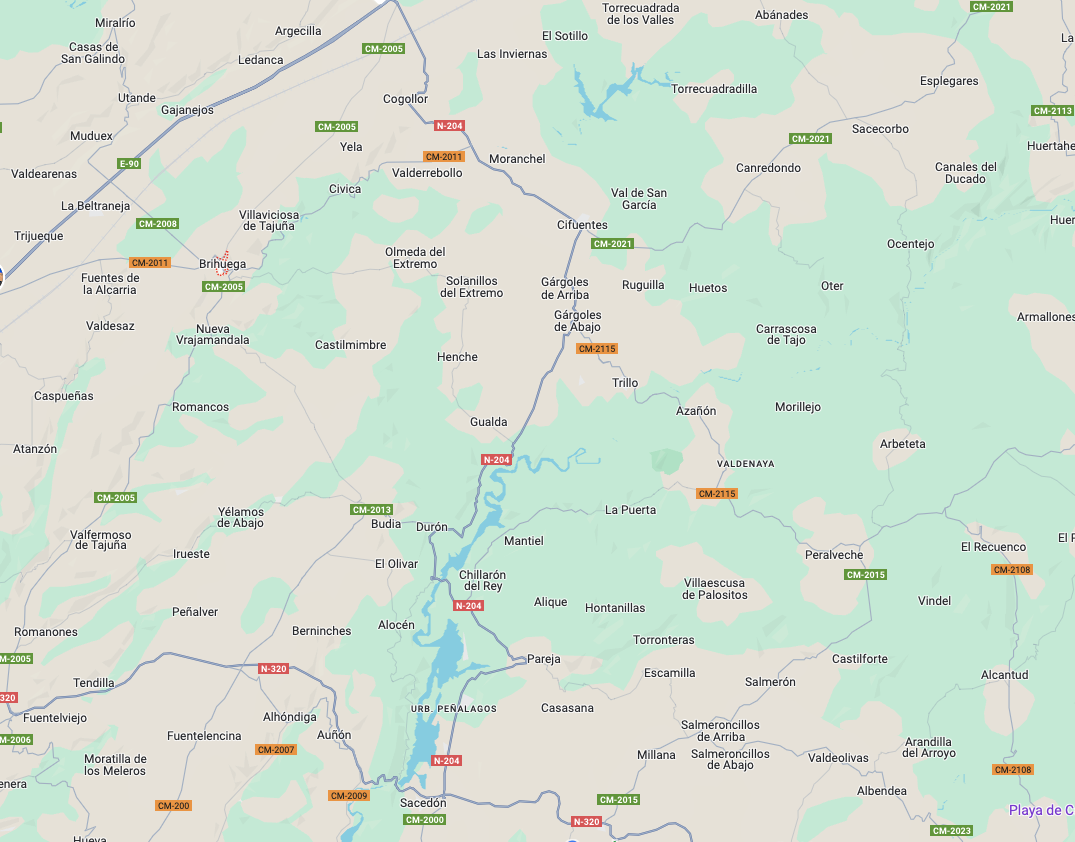 Torrecuadrada
de los Valles
CM-2021
Abánades
Miralrío
Argecilla
El Sotillo
La
Casas de
San Galindo
CM-2005
Las Inviernas
Ledanca
Esplegares
Torrecuadradilla
Utande
Gajanejos
Cogollor
CM-2113
CM-2005
N-204
Sacecorbo
Muduex
CM-2021
Yela
Huertahe
CM-2011
Moranchel
E-90
Valderrebollo
Canredondo
Canales del
Ducado
Valdearenas
Civica
Val de San
García
La Beltraneja
Villaviciosa
de Tajuña
CM-2008
Cifuentes
Huer
Trijueque
CM-2021
Ocentejo
Olmeda del
Extremo
CM-2011
Brihuega
Fuentes de
la Alcarria
CM-2005
Solanillos
del Extremo
Gárgoles
de Arriba
Ruguilla
Huetos
Oter
Gárgoles
de Abajo
Armallones
Valdesaz
Nueva
Vrajamandala
Carrascosa
de Tajo
Castilmimbre
CM-2115
Henche
Trillo
Caspueñas
Romancos
Azañón
Morillejo
Gualda
Atanzón
Arbeteta
N-204
VALDENAYA
CM-2005
CM-2115
CM-2013
Yélamos
de Abajo
La Puerta
Budia
Durón
Valfermoso
de Tajuña
Mantiel
El R
Irueste
Peralveche
El Recuenco
El Olivar
CM-2015
CM-2108
Chillarón
del Rey
Villaescusa
de Palositos
Alique
N-204
Hontanillas
Vindel
Peñalver
Alocén
Romanones
Berninches
Torronteras
M-2005
Pareja
Castilforte
N-320
Escamilla
Alcantud
Tendilla
Salmerón
320
URB. PEÑALAGOS
Casasana
Fuentelviejo
Alhóndiga
Salmeroncillos
de Arriba
M-2006
Fuentelencina
Auñón
CM-2007
Arandilla
del Arroyo
Millana
Salmeroncillos
de Abajo
Valdeolivas
Moratilla de
los Meleros
N-204
CM-2108
enera
Albendea
CM-2009
CM-200
Sacedón
CM-2015
Playa de C
CM-2000
N-320
CM-2023
Hueva